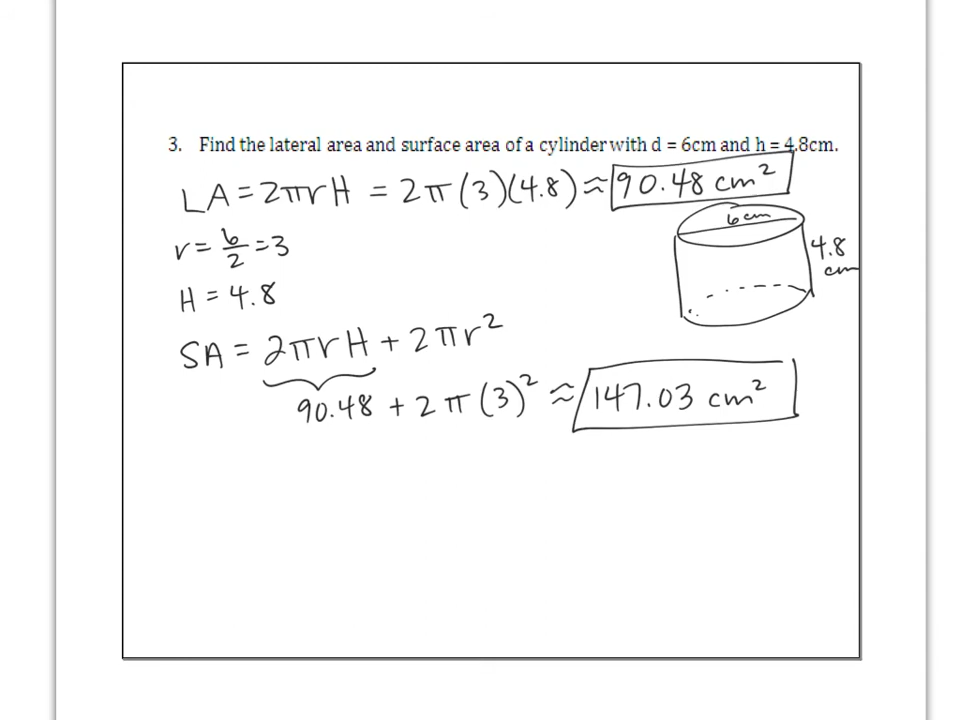 3. Find the lateral area and surface area of a cylinder with d = 6cm and h = 4.8cm.
LA = 2πrH = 2π(3)(4.8) ≈ 90.48 cm²
6cm
r = 6/2 = 3
4.8 cm
H = 4.8
SA = 2πrH + 2πr²
90.48 + 2π(3)² ≈ 147.03 cm²